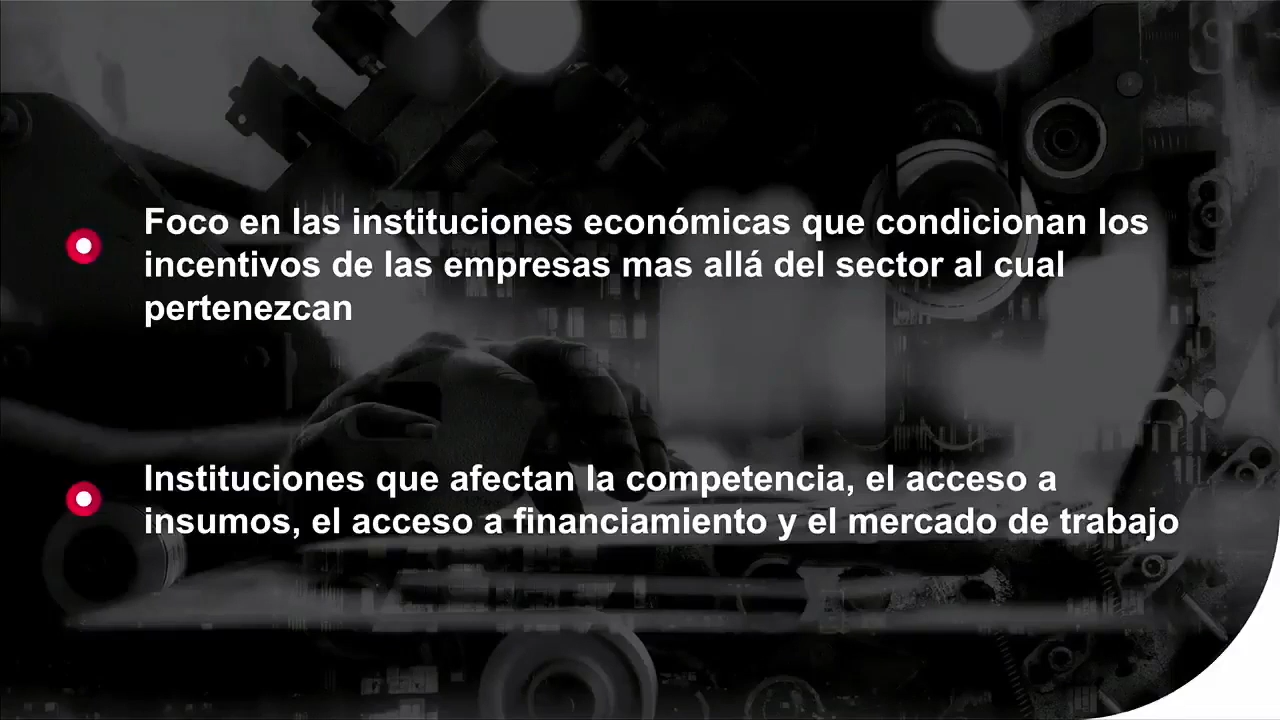 Foco en las instituciones económicas que condicionan los
incentivos de las empresas mas allá del sector al cual
pertenezcan
Instituciones que afectan la competencia, el acceso a
insumos, el acceso a financiamiento y el mercado de trabajo